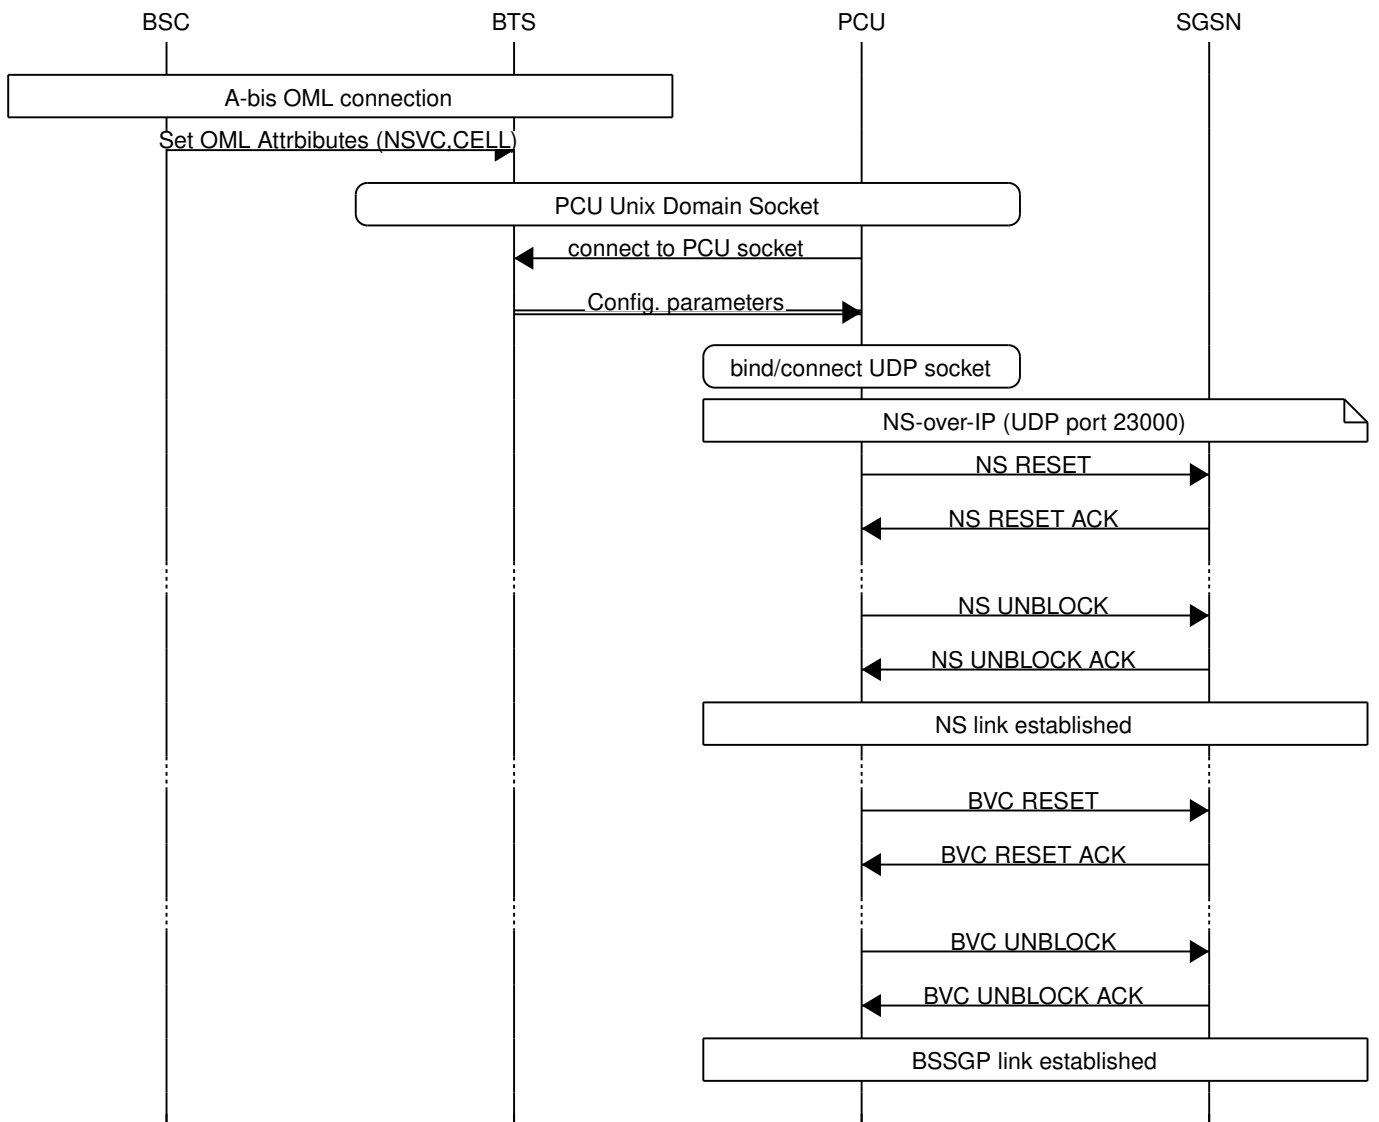 BSC BTS PCU SGSN
A-bis OML connection
Set OML Attrbibutes (NSVC,CELL)
PCU Unix Domain Socket
connect to PCU socket
Config. parameters
bind/connect UDP socket
NS-over-IP (UDP port 23000)
NS RESET
NS RESET ACK
NS UNBLOCK
NS UNBLOCK ACK
NS link established
BVC RESET
BVC RESET ACK
BVC UNBLOCK
BVC UNBLOCK ACK
BSSGP link established